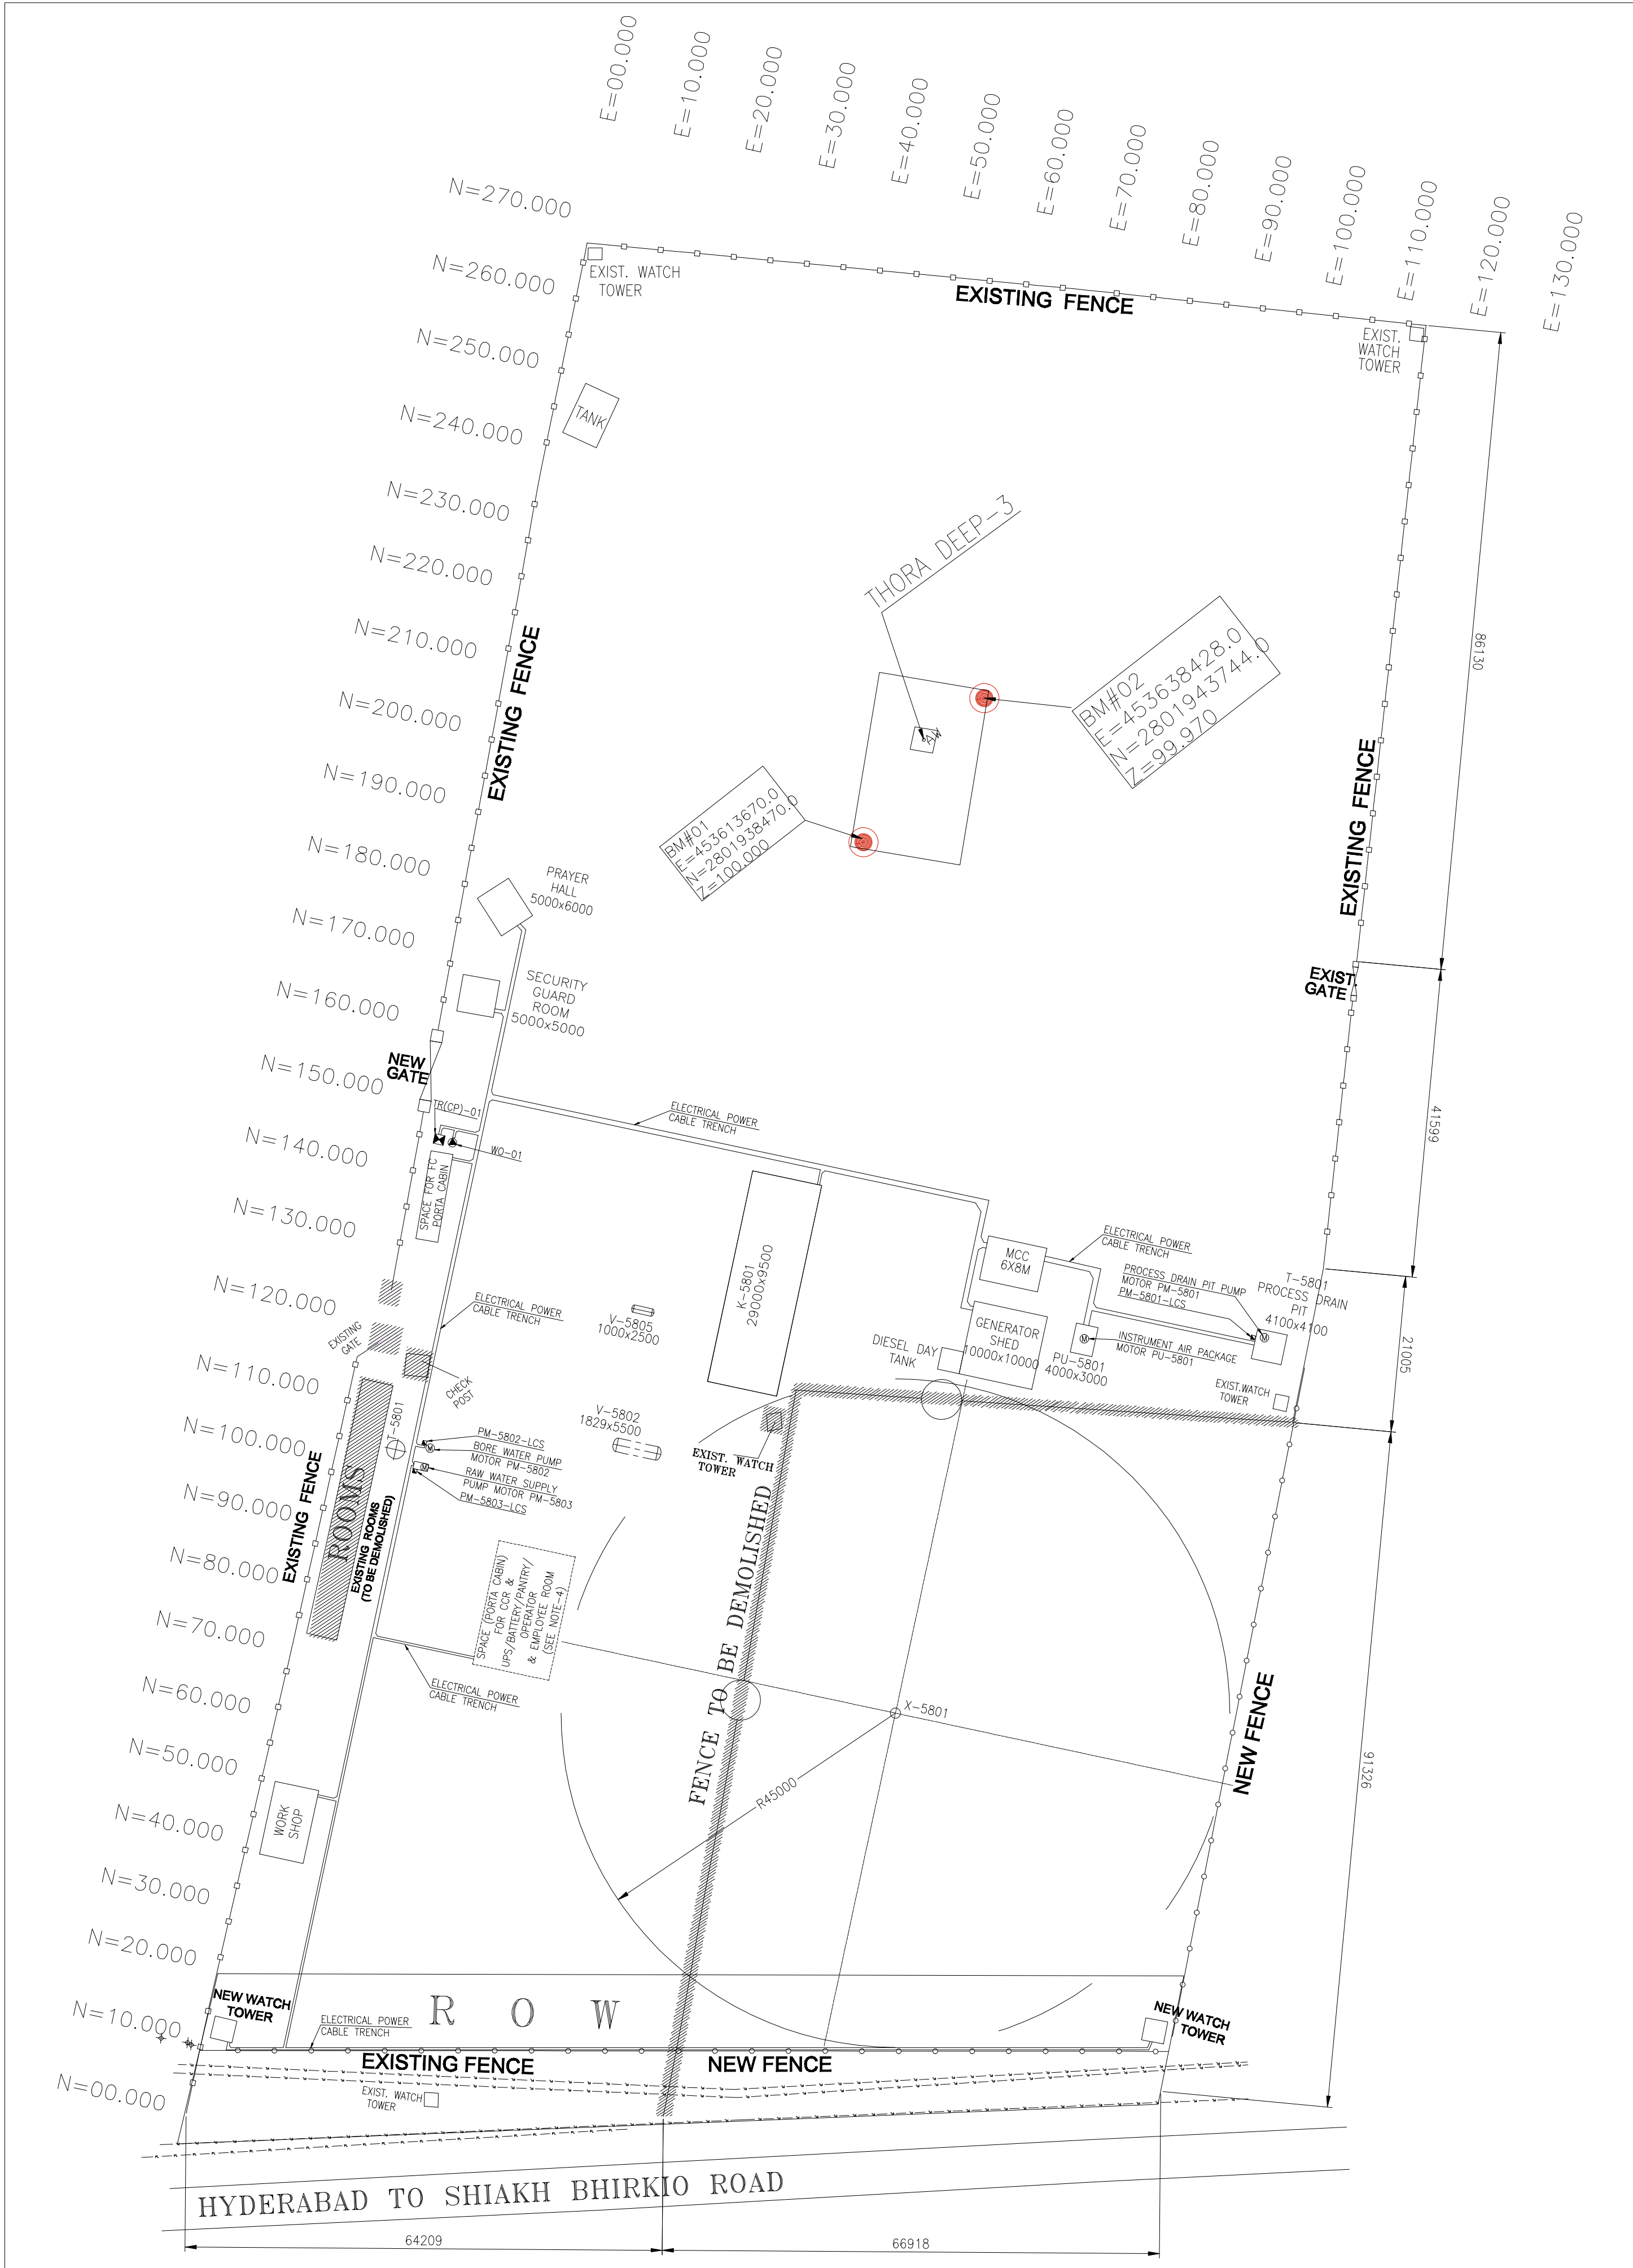 E=00.000
E=10.000
E=20.000
E=30.000
E=40.000
E=50.000
E=60.000
E=70.000
E=80.000
E=90.000
E=100.000
E=110.000
E=120.000
E=130.000
N=270.000
N=260.000
N=250.000
N=240.000
N=230.000
N=220.000
N=210.000
N=200.000
N=190.000
N=180.000
N=170.000
N=160.000
N=150.000
N=140.000
N=130.000
N=120.000
N=110.000
N=100.000
N=90.000
N=80.000
N=70.000
N=60.000
N=50.000
N=40.000
N=30.000
N=20.000
N=10.000
N=00.000
EXIST. WATCH
TOWER
EXISTING FENCE
EXIST.
WATCH
TOWER
TANK
THORA DEEP-3
EXISTING FENCE
BM#02
E=453638428.0
N=2801943744.0
Z=99.970
BM#01
E=453613670.0
N=2801938470.0
Z=100.000
86130
EXISTING FENCE
PRAYER
HALL
5000x6000
SECURITY
GUARD
ROOM
5000x5000
EXIST.
GATE
NEW
GATE
TR(CP)-01
WO-01
ELECTRICAL POWER
CABLE TRENCH
41599
SPACE FOR FC
PORTA CABIN
K-5801
29000x9500
MCC
6X8M
ELECTRICAL POWER
CABLE TRENCH
PROCESS DRAIN PIT PUMP
MOTOR PM-5801
PM-5801-LCS
T-5801
PROCESS DRAIN
PIT
4100x4100
ELECTRICAL POWER
CABLE TRENCH
V-5805
1000x2500
GENERATOR
SHED
10000x10000
DIESEL DAY
TANK
PU-5801
4000x3000
INSTRUMENT AIR PACKAGE
MOTOR PU-5801
21005
EXISTING
GATE
CHECK
POST
EXIST.WATCH
TOWER
T-5801
V-5802
1829x5500
PM-5802-LCS
BORE WATER PUMP
MOTOR PM-5802
RAW WATER SUPPLY
PUMP MOTOR PM-5803
PM-5803-LCS
EXIST. WATCH
TOWER
EXISTING FENCE
ROOMS
EXISTING ROOMS
(TO BE DEMOLISHED)
SPACE (PORTA CABIN)
FOR CCR &
UPS/BATTERY/PANTRY/
OPERATOR
& EMPLOYEE ROOM
(SEE NOTE-4)
FENCE TO BE DEMOLISHED
ELECTRICAL POWER
CABLE TRENCH
X-5801
R45000
NEW FENCE
91326
WORK
SHOP
NEW WATCH
TOWER
R O W
ELECTRICAL POWER
CABLE TRENCH
NEW WATCH
TOWER
EXISTING FENCE
NEW FENCE
EXIST. WATCH
TOWER
HYDERABAD TO SHIAKH BHIRKIO ROAD
64209
66918